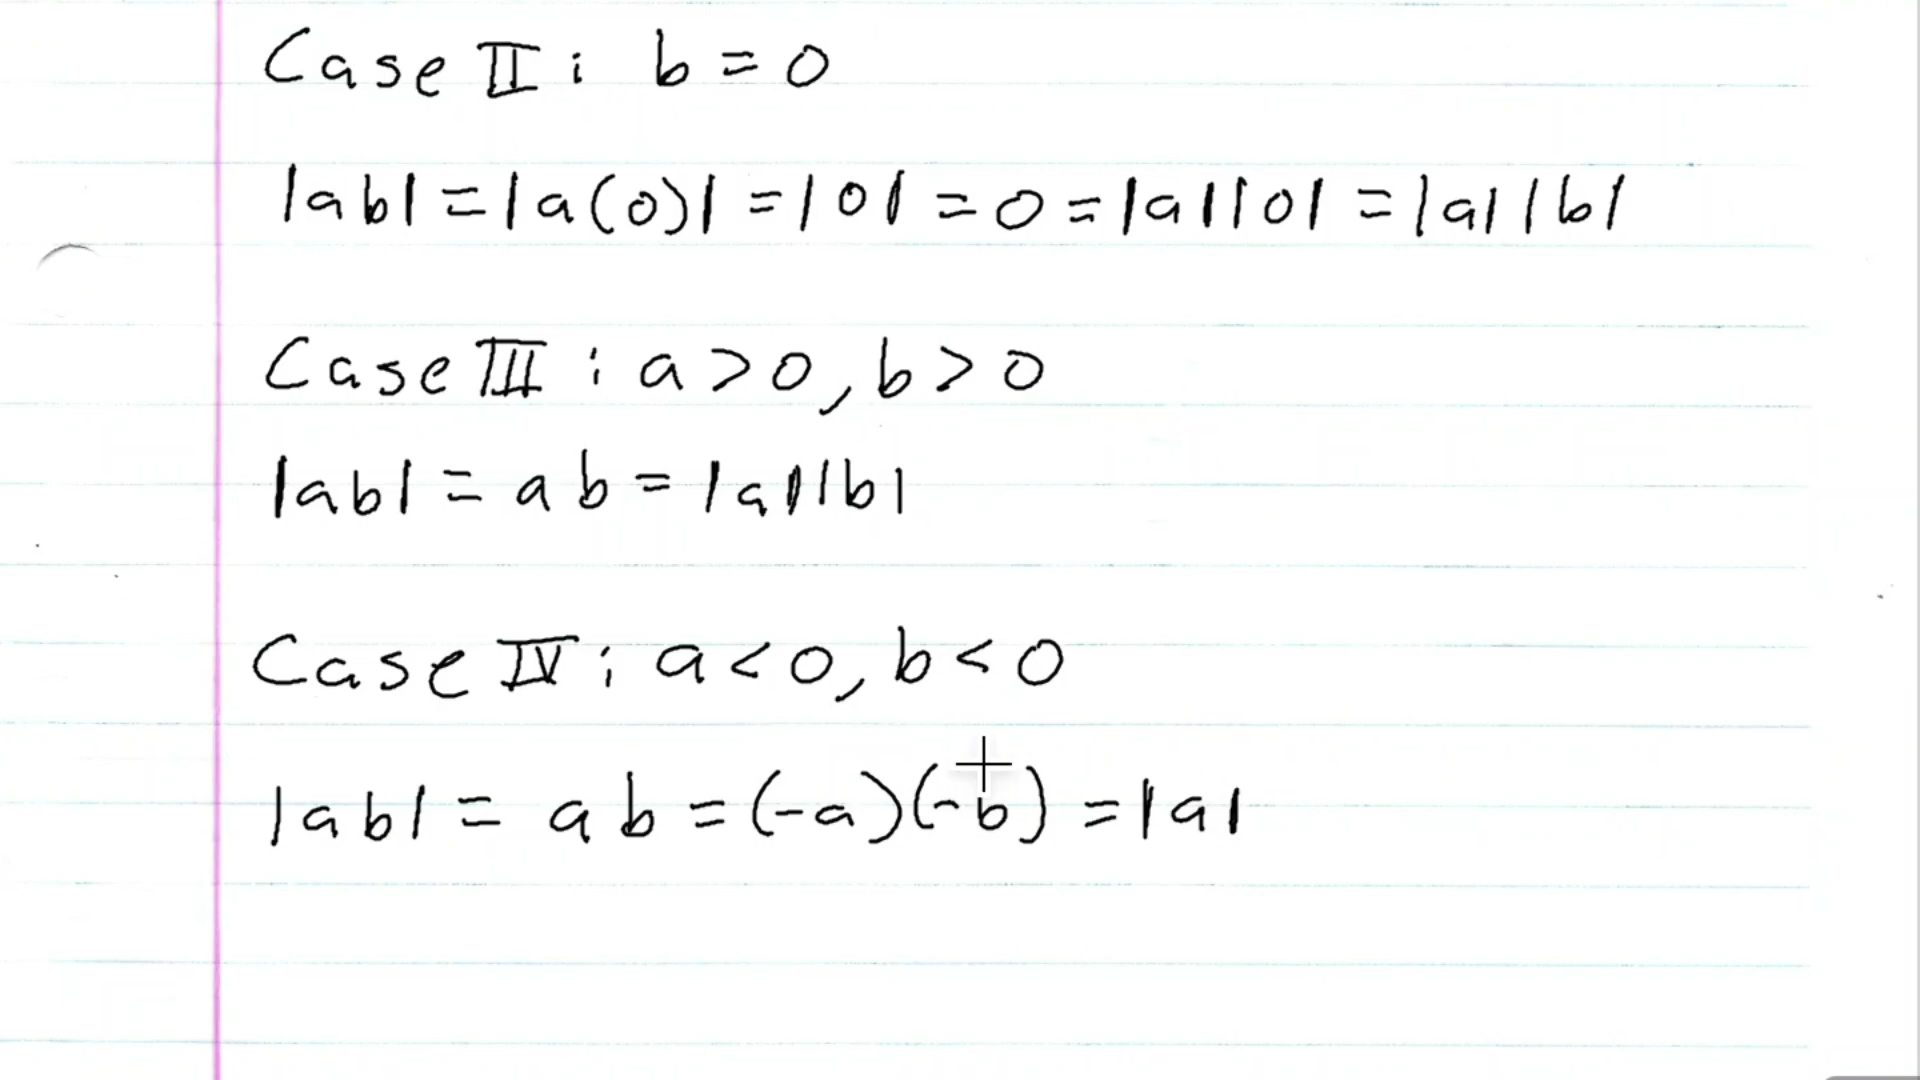 Case II: b = 0
|ab| = |a(0)| = |0| = 0 = |a||0| = |a||b|
Case III: a > 0, b > 0
|ab| = ab = |a||b|
Case IV: a < 0, b < 0
|ab| = ab = (-a)(-b) = |a|